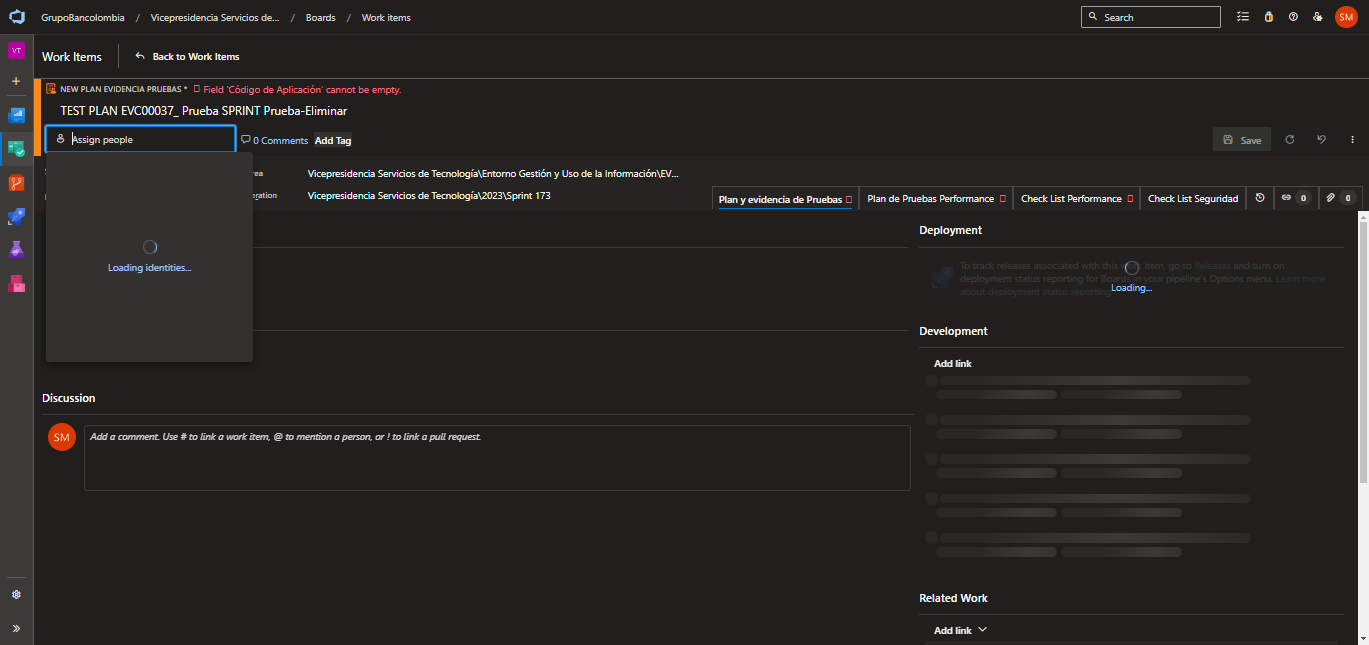 GrupoBancolombia / Vicepresidencia Servicios de... / Boards / Work items
Search
SM
VT
Work Items
Back to Work Items
NEW PLAN EVIDENCIA PRUEBAS * Field 'Código de Aplicación' cannot be empty.
TEST PLAN EVC00037_ Prueba SPRINT Prueba-Eliminar
Assign people
0 Comments
Add Tag
Save
rea
Vicepresidencia Servicios de Tecnología\Entorno Gestión y Uso de la Información\EV...
eration
Vicepresidencia Servicios de Tecnología\2023\Sprint 173
Plan y evidencia de Pruebas
Plan de Pruebas Performance
Check List Performance
Check List Seguridad
0
0
Loading identities...
Deployment
To track releases associated with this work item, go to Releases and turn on
deployment status reporting for Boards in your pipeline's Options menu. Learn more
about deployment status reporting
Loading...
Development
Add link
Discussion
SM
Add a comment. Use # to link a work item, @ to mention a person, or ! to link a pull request.
Related Work
Add link